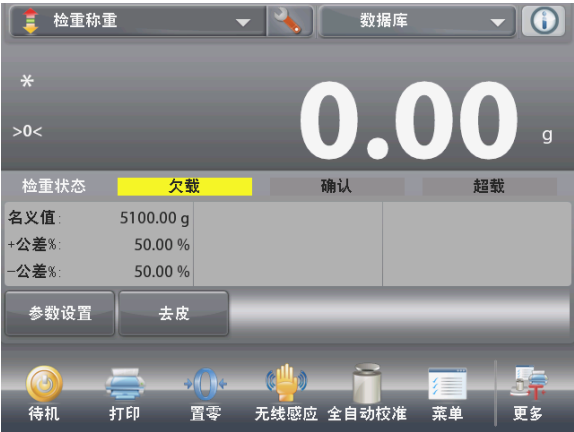 检重称重 数据库
*
>0<
0.00 g
检重状态 欠载 确认 超载
名义值: 5100.00 g
+公差%: 50.00 %
-公差%: 50.00 %
参数设置 去皮
待机 打印 置零 无线感应 全自动校准 菜单 更多